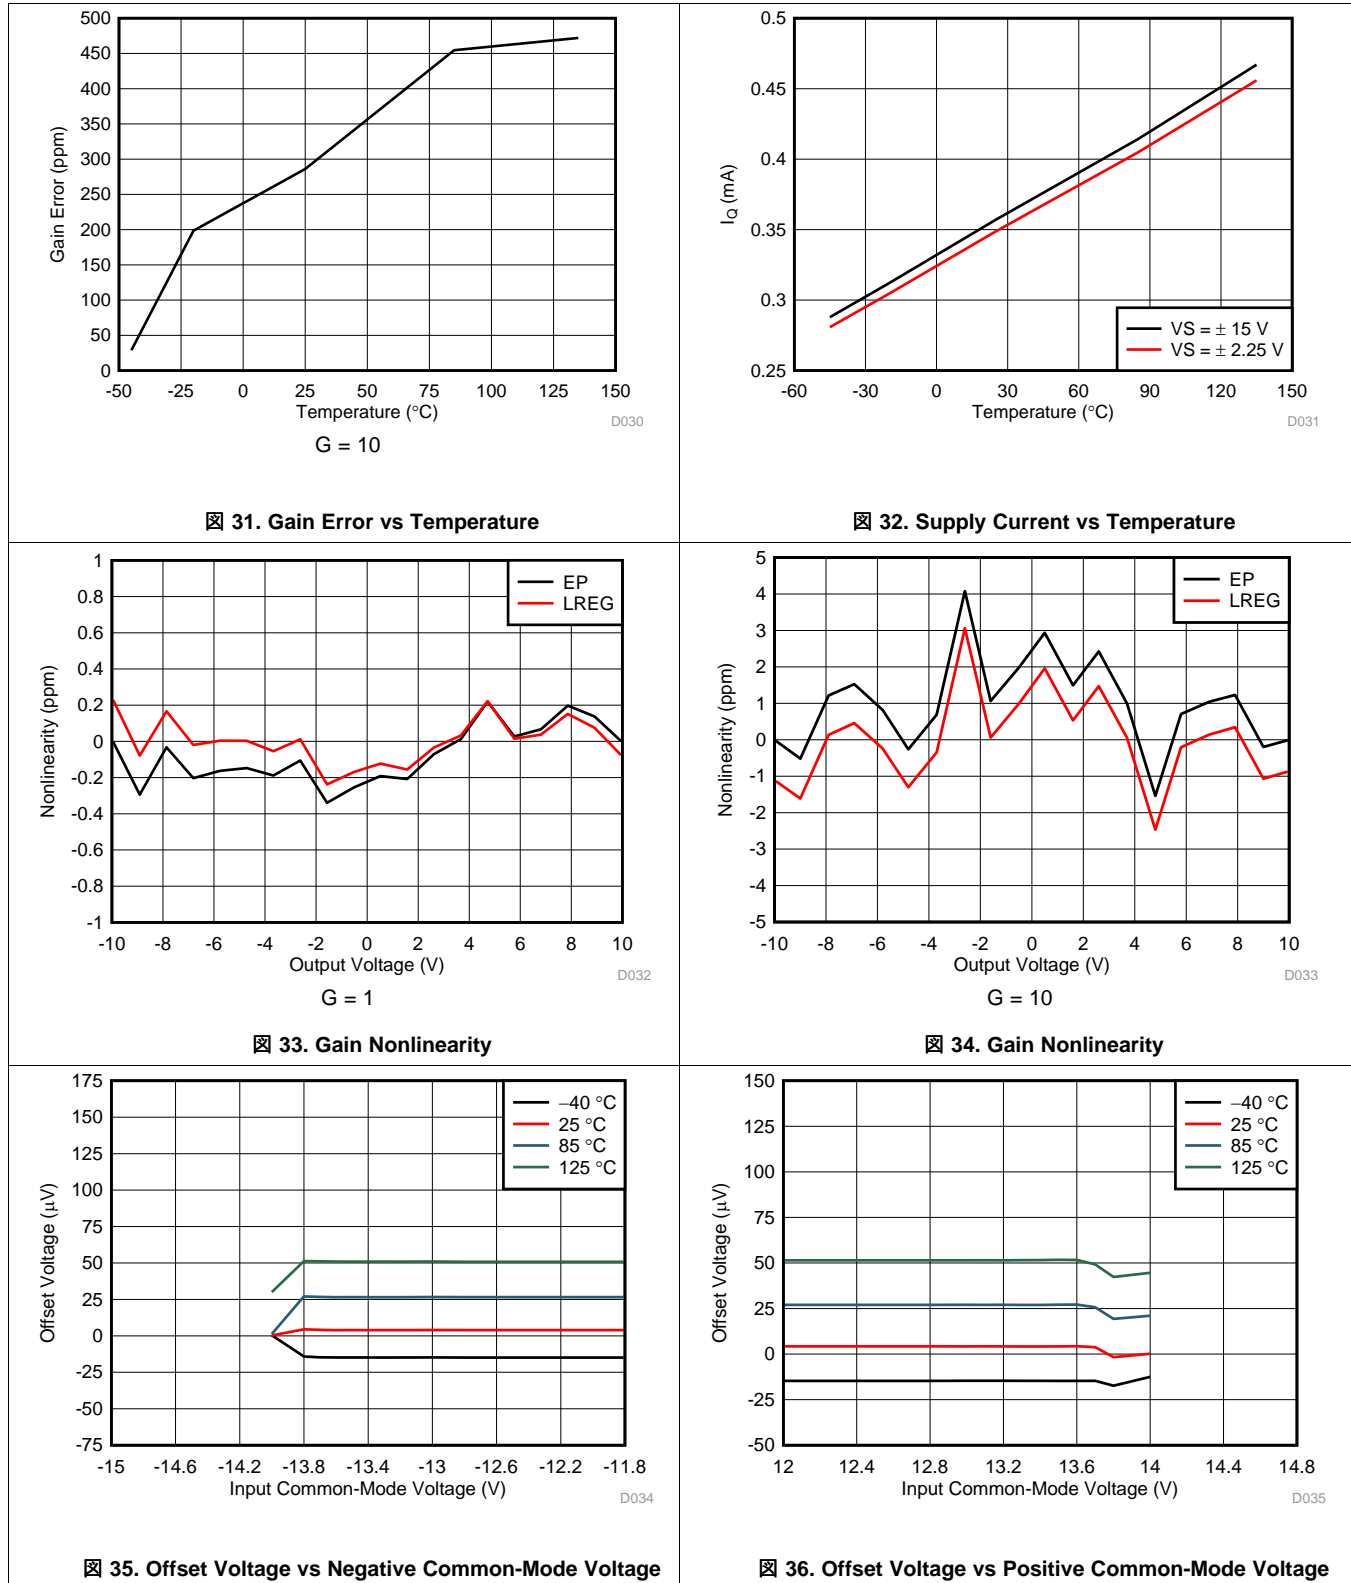 500
450
400
350
300
250
200
150
100
50
0
Gain Error (ppm)
-50 -25 0 25 50 75 100 125 150
Temperature (°C)
D030
G = 10
図 31. Gain Error vs Temperature
0.5
0.45
0.4
0.35
0.3
0.25
IQ (mA)
VS = ± 15 V
VS = ± 2.25 V
-60 -30 0 30 60 90 120 150
Temperature (°C)
D031
図 32. Supply Current vs Temperature
1
0.8
0.6
0.4
0.2
0
-0.2
-0.4
-0.6
-0.8
-1
Nonlinearity (ppm)
EP
LREG
-10 -8 -6 -4 -2 0 2 4 6 8 10
Output Voltage (V)
D032
G = 1
図 33. Gain Nonlinearity
5
4
3
2
1
0
-1
-2
-3
-4
-5
Nonlinearity (ppm)
EP
LREG
-10 -8 -6 -4 -2 0 2 4 6 8 10
Output Voltage (V)
D033
G = 10
図 34. Gain Nonlinearity
175
150
125
100
75
50
25
0
-25
-50
-75
Offset Voltage (µV)
−40 °C
25 °C
85 °C
125 °C
-15 -14.6 -14.2 -13.8 -13.4 -13 -12.6 -12.2 -11.8
Input Common-Mode Voltage (V)
D034
図 35. Offset Voltage vs Negative Common-Mode Voltage
150
125
100
75
50
25
0
-25
-50
Offset Voltage (µV)
−40 °C
25 °C
85 °C
125 °C
12 12.4 12.8 13.2 13.6 14 14.4 14.8
Input Common-Mode Voltage (V)
D035
図 36. Offset Voltage vs Positive Common-Mode Voltage